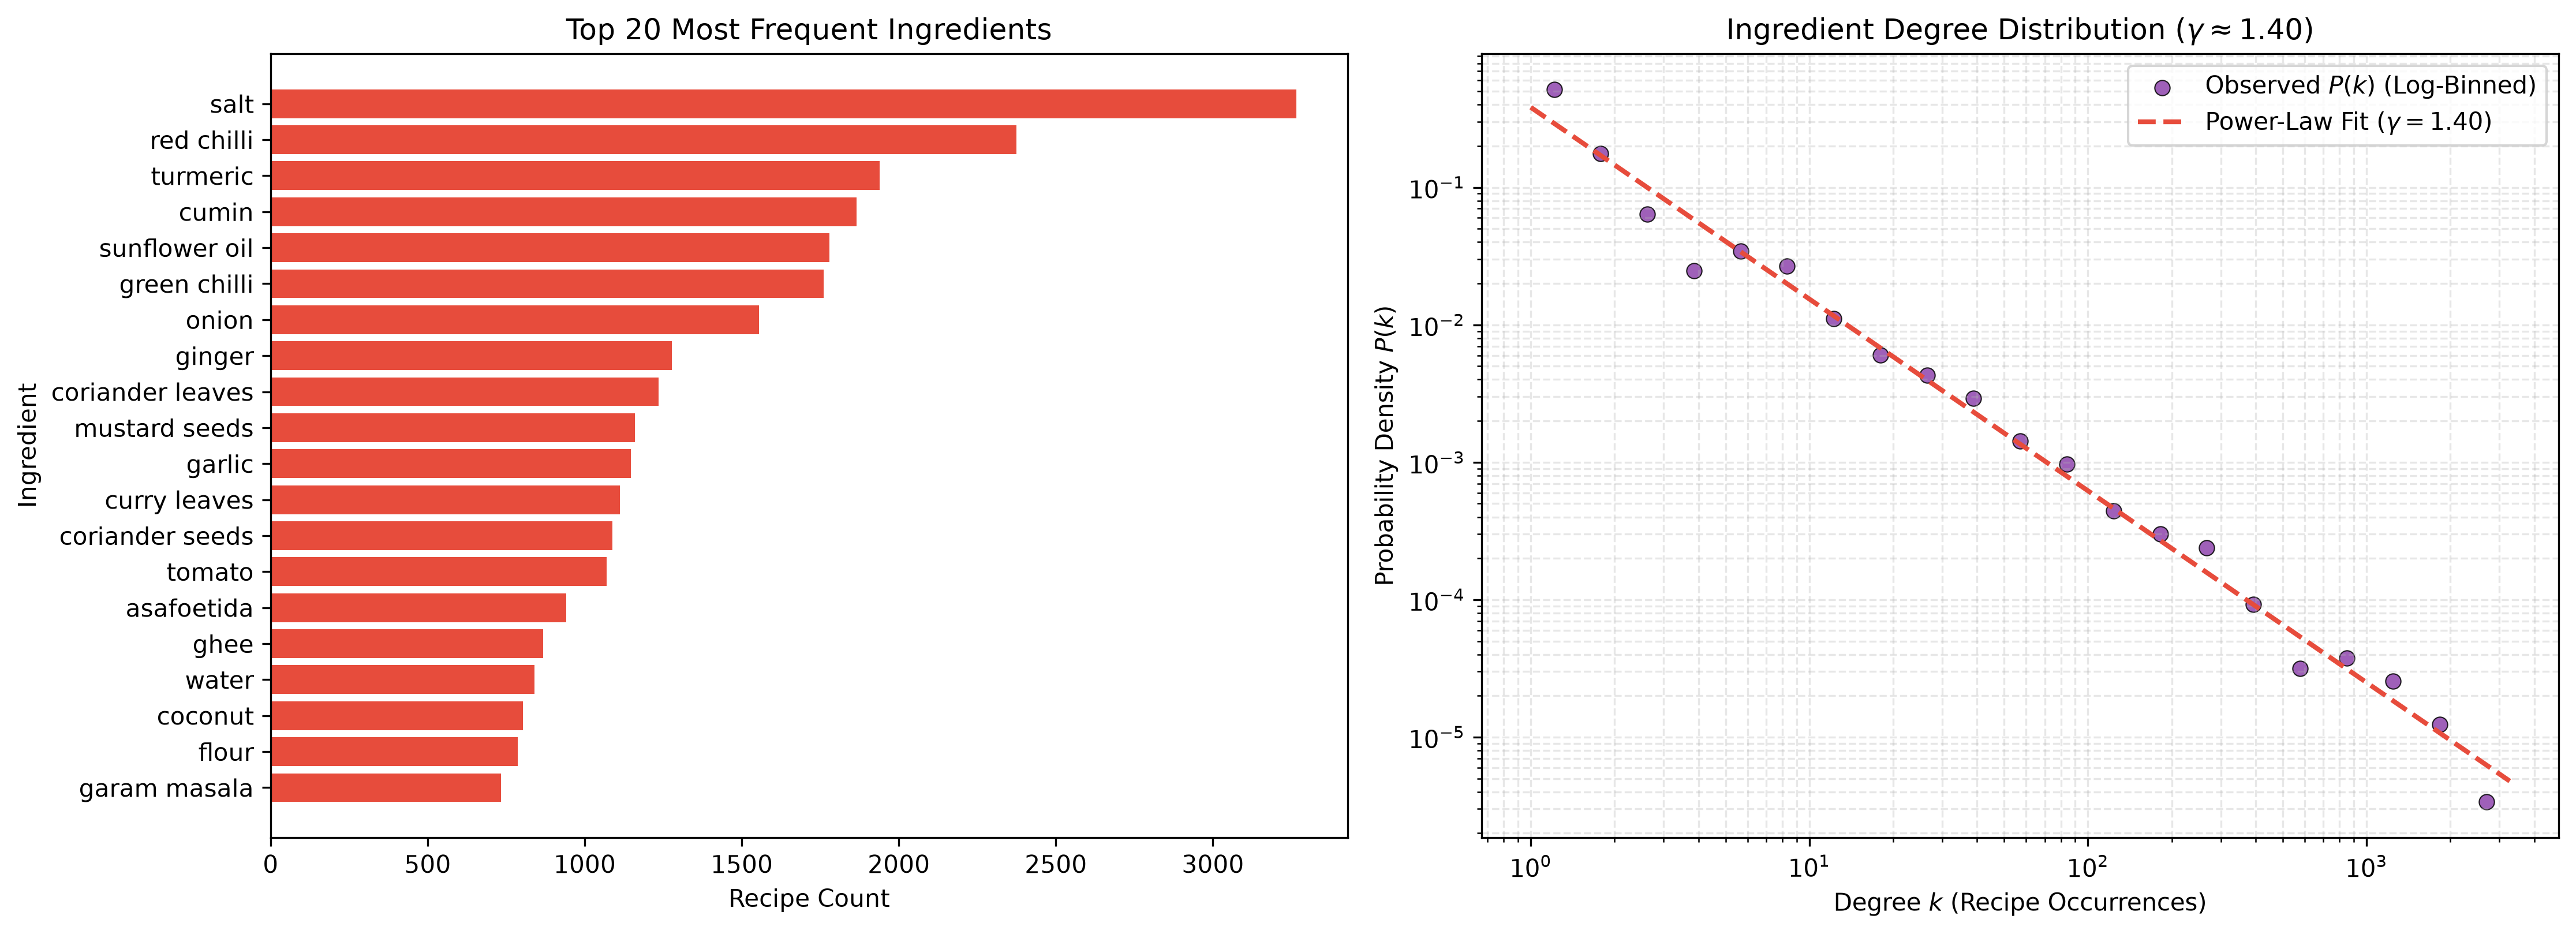 Top 20 Most Frequent Ingredients
Ingredient
salt
red chilli
turmeric
cumin
sunflower oil
green chilli
onion
ginger
coriander leaves
mustard seeds
garlic
curry leaves
coriander seeds
tomato
asafoetida
ghee
water
coconut
flour
garam masala
0 500 1000 1500 2000 2500 3000
Recipe Count
Ingredient Degree Distribution (γ ≈ 1.40)
Observed P(k) (Log-Binned)
Power-Law Fit (γ = 1.40)
Probability Density P(k)
10⁻¹
10⁻²
10⁻³
10⁻⁴
10⁻⁵
10⁰ 10¹ 10² 10³
Degree k (Recipe Occurrences)